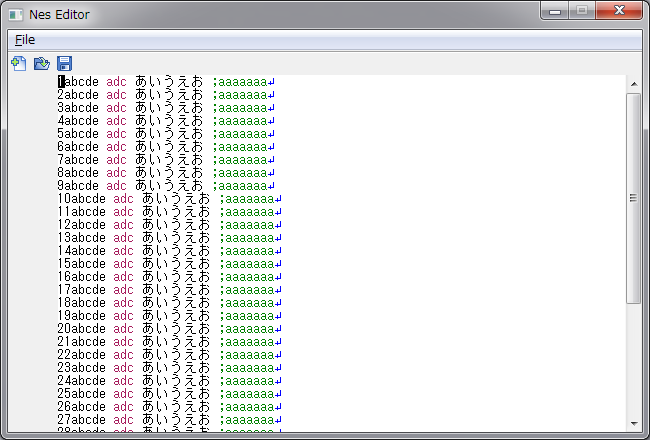 Nes Editor
File
1abcde adc あいうえお ;aaaaaaa↵
2abcde adc あいうえお ;aaaaaaa↵
3abcde adc あいうえお ;aaaaaaa↵
4abcde adc あいうえお ;aaaaaaa↵
5abcde adc あいうえお ;aaaaaaa↵
6abcde adc あいうえお ;aaaaaaa↵
7abcde adc あいうえお ;aaaaaaa↵
8abcde adc あいうえお ;aaaaaaa↵
9abcde adc あいうえお ;aaaaaaa↵
10abcde adc あいうえお ;aaaaaaa↵
11abcde adc あいうえお ;aaaaaaa↵
12abcde adc あいうえお ;aaaaaaa↵
13abcde adc あいうえお ;aaaaaaa↵
14abcde adc あいうえお ;aaaaaaa↵
15abcde adc あいうえお ;aaaaaaa↵
16abcde adc あいうえお ;aaaaaaa↵
17abcde adc あいうえお ;aaaaaaa↵
18abcde adc あいうえお ;aaaaaaa↵
19abcde adc あいうえお ;aaaaaaa↵
20abcde adc あいうえお ;aaaaaaa↵
21abcde adc あいうえお ;aaaaaaa↵
22abcde adc あいうえお ;aaaaaaa↵
23abcde adc あいうえお ;aaaaaaa↵
24abcde adc あいうえお ;aaaaaaa↵
25abcde adc あいうえお ;aaaaaaa↵
26abcde adc あいうえお ;aaaaaaa↵
27abcde adc あいうえお ;aaaaaaa↵